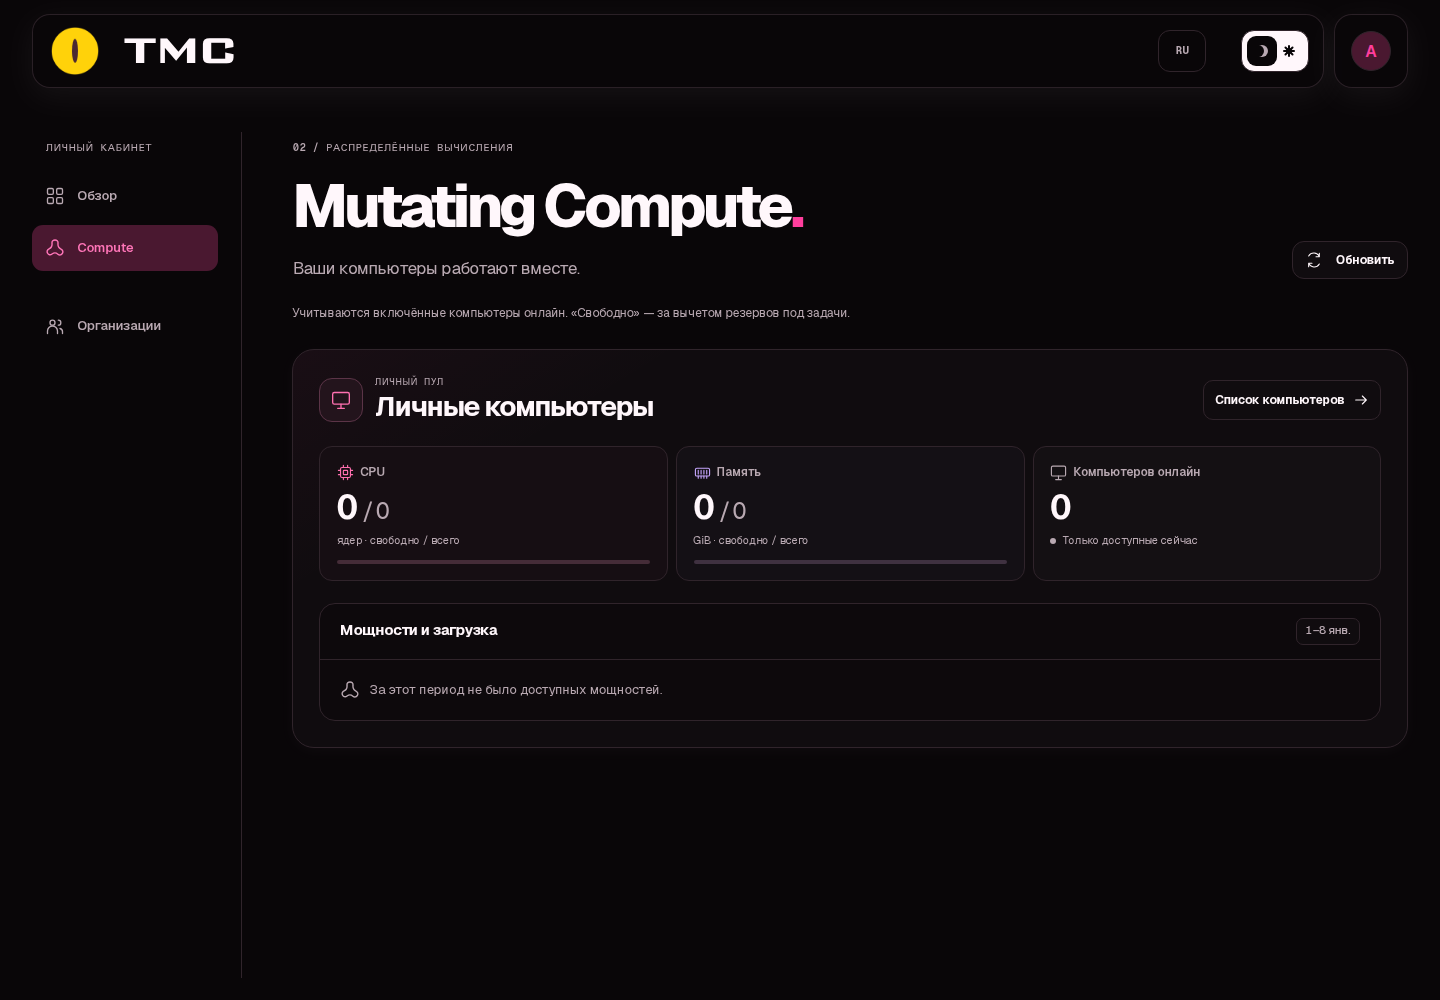 TMC
RU
A
ЛИЧНЫЙ КАБИНЕТ
Обзор
Compute
Организации
02 / РАСПРЕДЕЛЁННЫЕ ВЫЧИСЛЕНИЯ
Mutating Compute.
Ваши компьютеры работают вместе.
Обновить
Учитываются включённые компьютеры онлайн. «Свободно» — за вычетом резервов под задачи.
ЛИЧНЫЙ ПУЛ
Личные компьютеры
Список компьютеров
CPU
0 / 0
ядер · свободно / всего
Память
0 / 0
GiB · свободно / всего
Компьютеров онлайн
0
Только доступные сейчас
Мощности и загрузка
1–8 янв.
За этот период не было доступных мощностей.